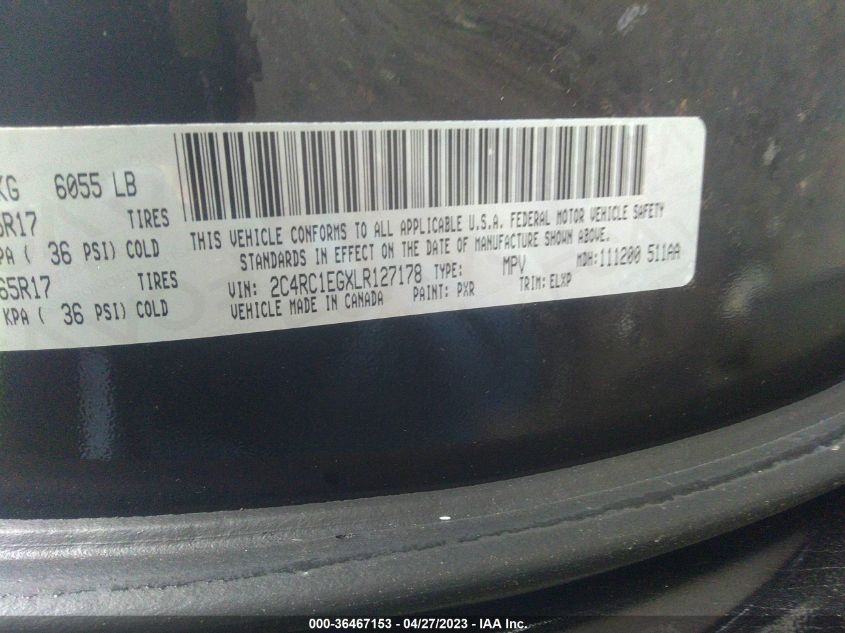 KG 6055 LB
5R17 TIRES
KPA ( 36 PSI) COLD
65R17 TIRES
KPA ( 36 PSI) COLD
THIS VEHICLE CONFORMS TO ALL APPLICABLE U.S.A. FEDERAL MOTOR VEHICLE SAFETY
STANDARDS IN EFFECT ON THE DATE OF MANUFACTURE SHOWN ABOVE.
VIN: 2C4RC1EGXLR127178 TYPE: MPV MDH: 111200 511AA
VEHICLE MADE IN CANADA PAINT: PXR TRIM: ELXP
000-36467153 - 04/27/2023 - IAA Inc.